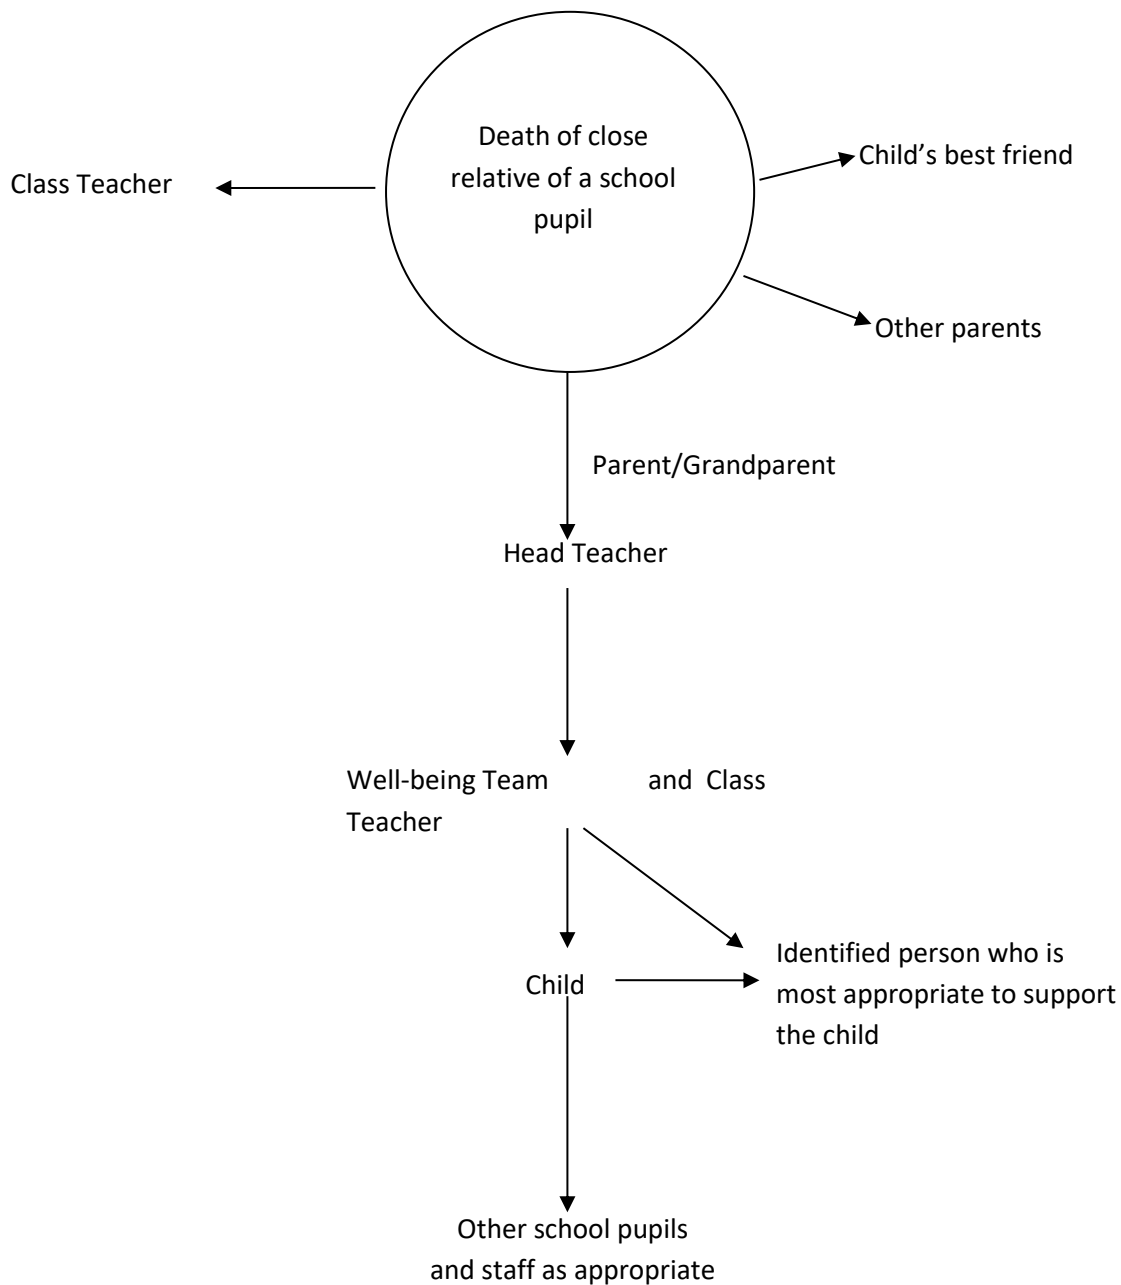 Death of close
relative of a school
pupil
Class Teacher
Child’s best friend
Other parents
Parent/Grandparent
Head Teacher
Well-being Team and Class
Teacher
Child
Identified person who is
most appropriate to support
the child
Other school pupils
and staff as appropriate